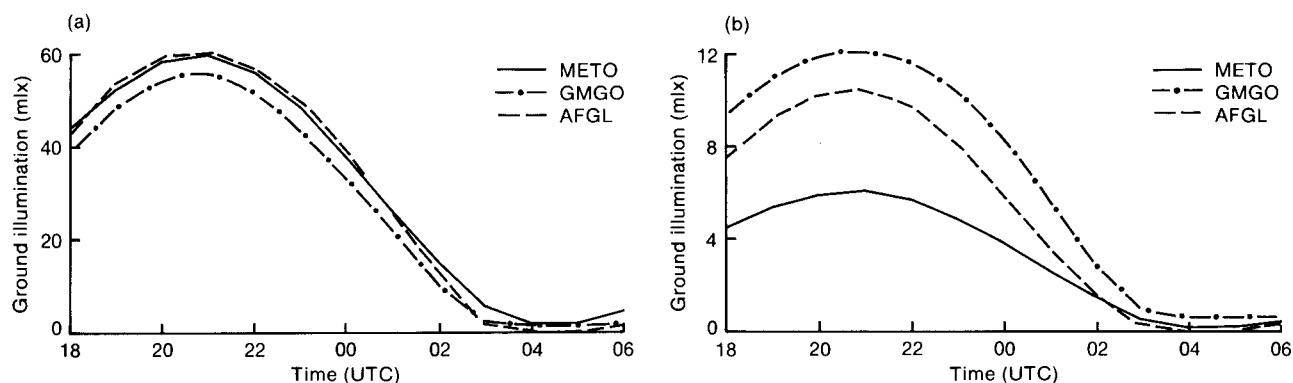 (a)
Ground illumination (mlx)
60
40
20
0
18 20 22 00 02 04 06
Time (UTC)
METO
GMGO
AFGL
(b)
Ground illumination (mlx)
12
8
4
0
18 20 22 00 02 04 06
Time (UTC)
METO
GMGO
AFGL